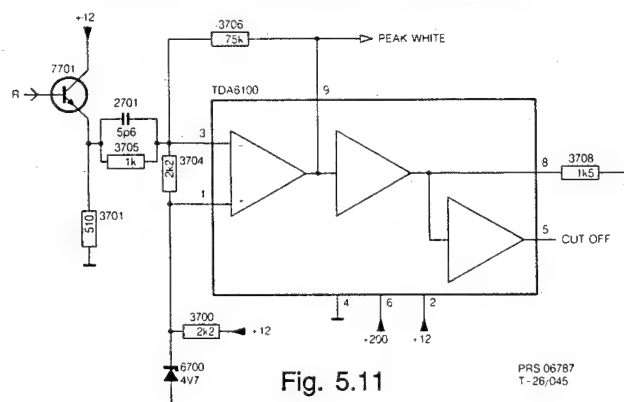 +12
3706
75k
PEAK WHITE
7701
TDA6100
9
R
2701
5p6
3705
1k
3
3704
2k2
1
8
3708
1k5
510
3701
5
CUT OFF
4
6
2
3700
2k2
+12
+200
+12
6700
4V7
Fig. 5.11
PRS 06787
T-26/045